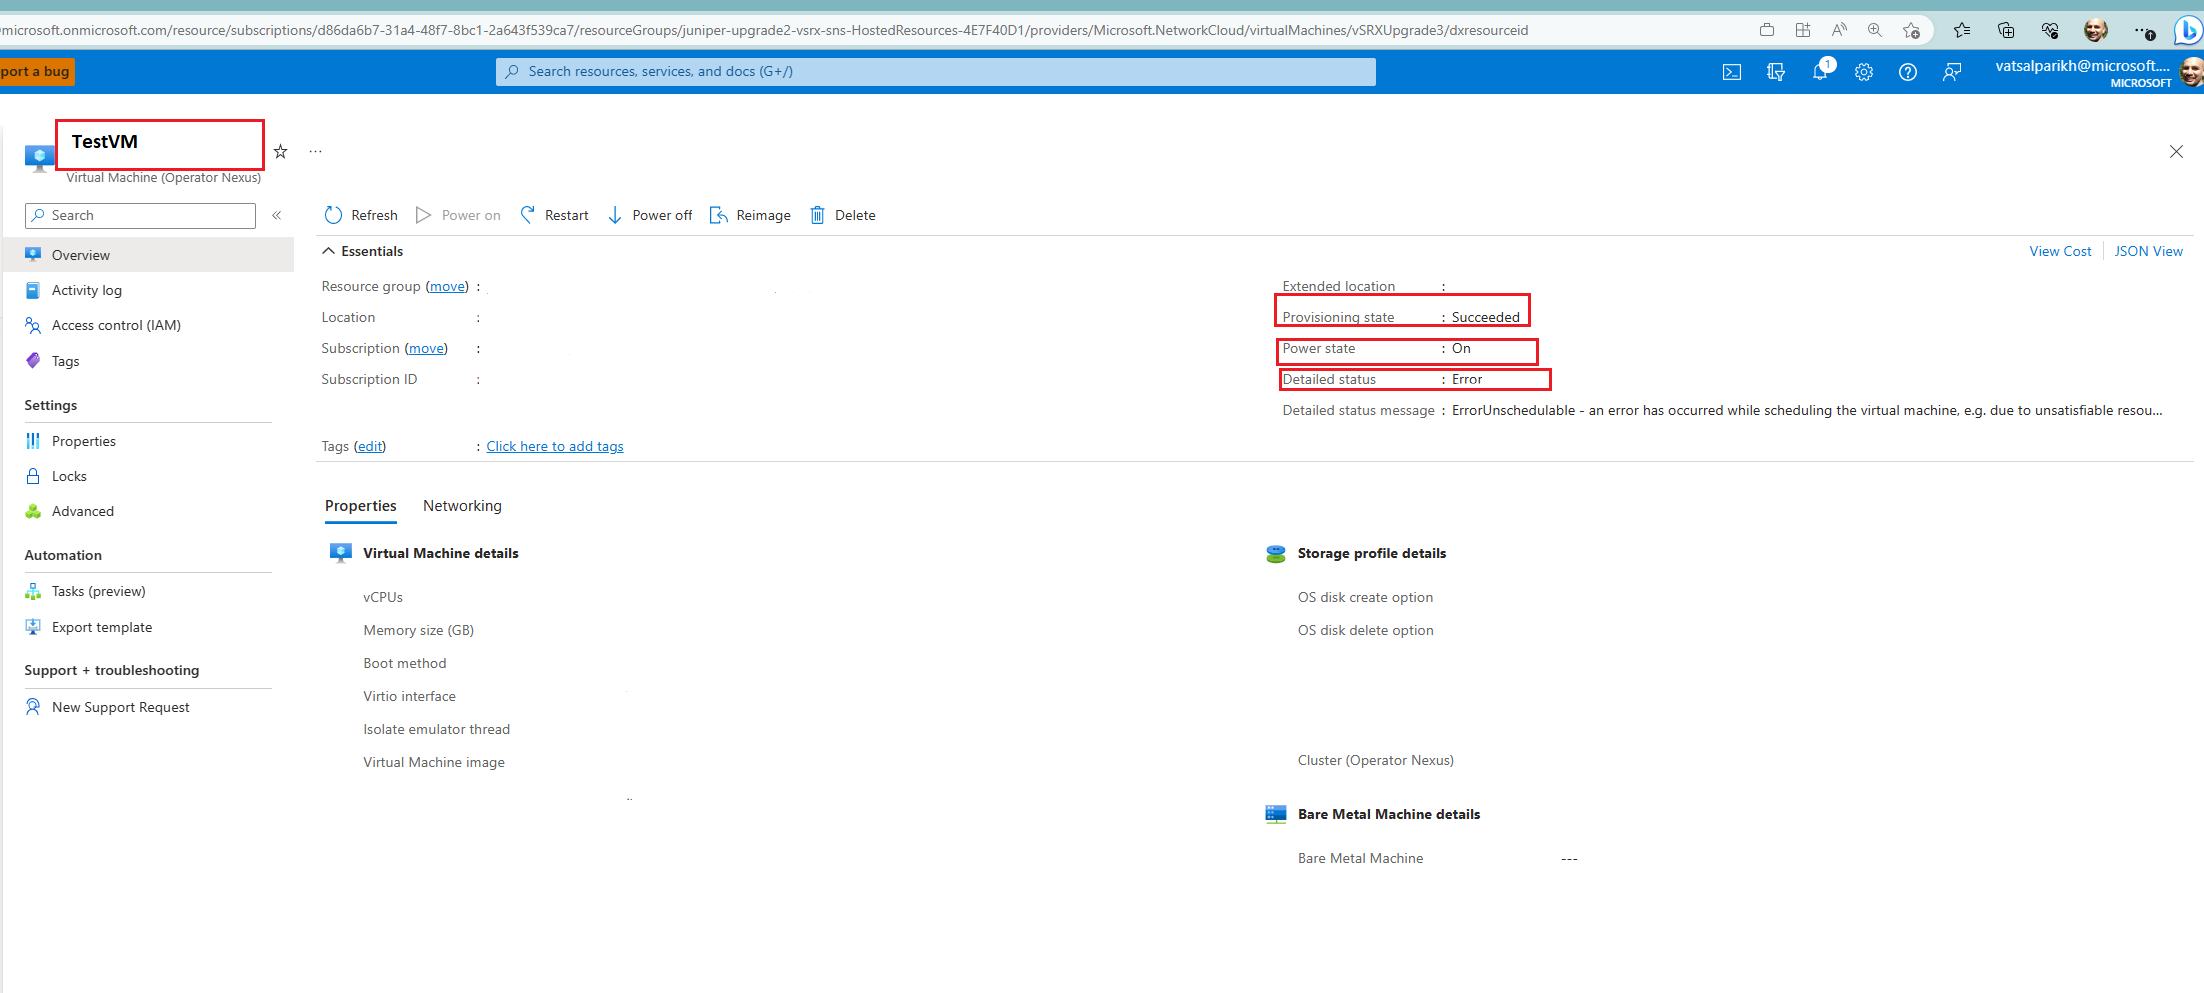 microsoft.onmicrosoft.com/resource/subscriptions/d86da6b7-31a4-48f7-8bc1-2a643f539ca7/resourceGroups/juniper-upgrade2-vsrx-sns-HostedResources-4E7F40D1/providers/Microsoft.NetworkCloud/virtualMachines/vSRXUpgrade3/dxresourceid
port a bug
Search resources, services, and docs (G+/)
1
vatsalparikh@microsoft....
MICROSOFT
TestVM
...
Virtual Machine (Operator Nexus)
Search
«
Refresh
Power on
Restart
Power off
Reimage
Delete
Overview
Activity log
Access control (IAM)
Tags
Settings
Properties
Locks
Advanced
Automation
Tasks (preview)
Export template
Support + troubleshooting
New Support Request
Essentials
View Cost
JSON View
Resource group (move) :
Location :
Subscription (move) :
Subscription ID :
Extended location :
Provisioning state : Succeeded
Power state : On
Detailed status : Error
Detailed status message : ErrorUnschedulable - an error has occurred while scheduling the virtual machine, e.g. due to unsatisfiable resou...
Tags (edit) : Click here to add tags
Properties
Networking
Virtual Machine details
vCPUs
Memory size (GB)
Boot method
Virtio interface
Isolate emulator thread
Virtual Machine image
Storage profile details
OS disk create option
OS disk delete option
Cluster (Operator Nexus)
Bare Metal Machine details
Bare Metal Machine ---